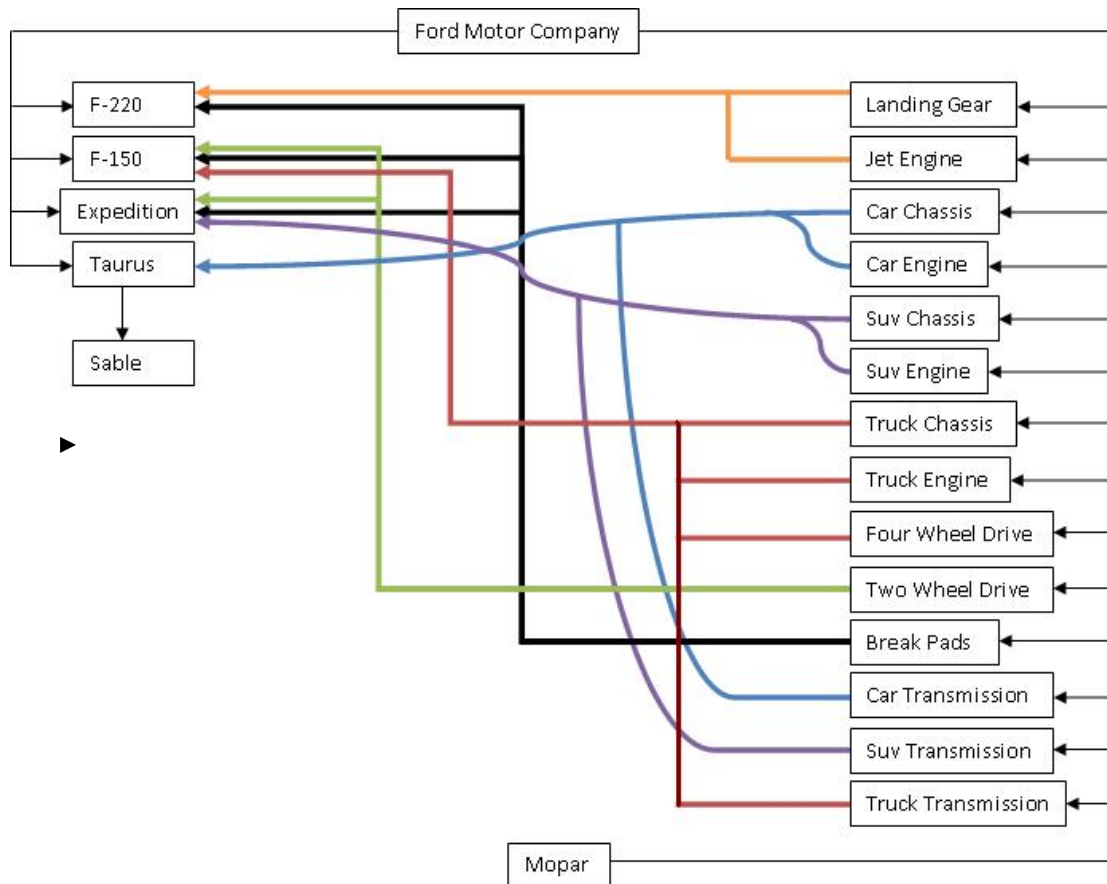 Ford Motor Company
F-220
F-150
Expedition
Taurus
Sable
Landing Gear
Jet Engine
Car Chassis
Car Engine
Suv Chassis
Suv Engine
Truck Chassis
Truck Engine
Four Wheel Drive
Two Wheel Drive
Break Pads
Car Transmission
Suv Transmission
Truck Transmission
Mopar